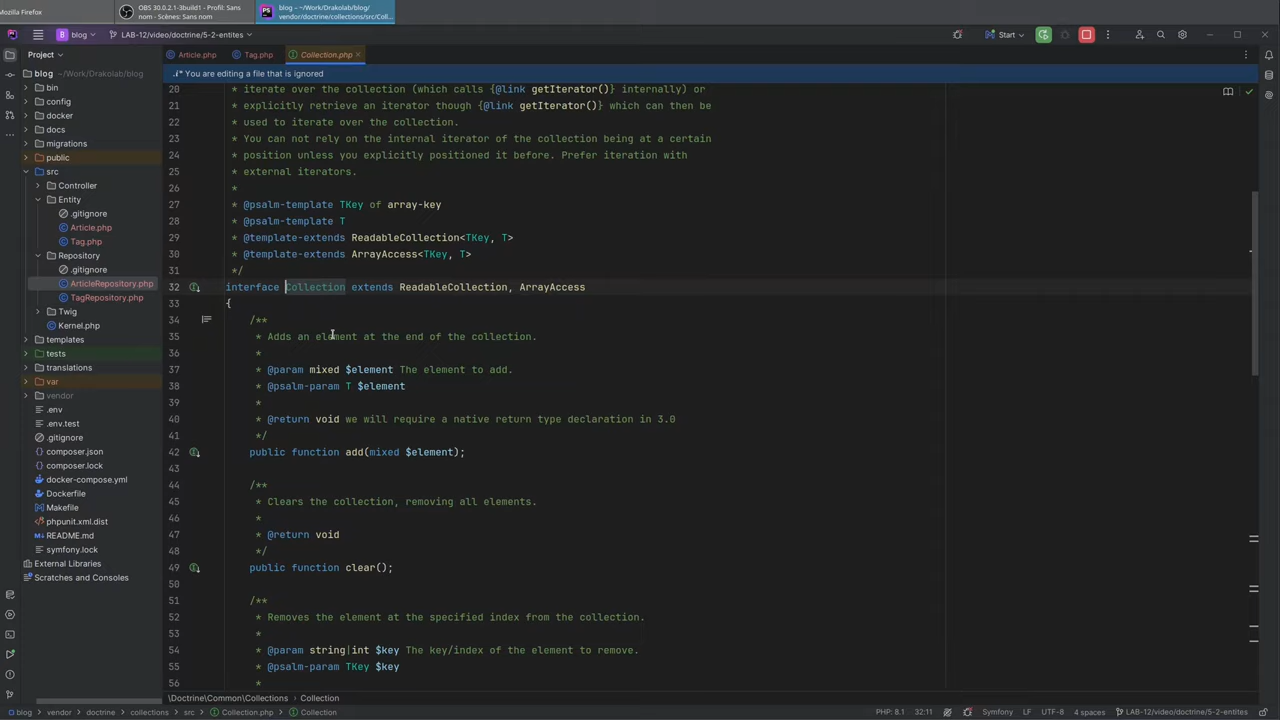 Mozilla Firefox
OBS 30.0.2.1-3build1 - Profil: Sans
nom - Scènes: Sans nom
blog – ~/Work/Drakolab/blog/
vendor/doctrine/collections/src/Coll...
blog
LAB-12/video/doctrine/5-2-entites
Start
Project
Article.php
Tag.php
Collection.php
You are editing a file that is ignored
blog ~/Work/Drakolab/blog
bin
config
docker
docs
migrations
public
src
Controller
Entity
.gitignore
Article.php
Tag.php
Repository
.gitignore
ArticleRepository.php
TagRepository.php
Twig
Kernel.php
templates
tests
translations
var
vendor
.env
.env.test
.gitignore
composer.json
composer.lock
docker-compose.yml
Dockerfile
Makefile
phpunit.xml.dist
README.md
symfony.lock
External Libraries
Scratches and Consoles
20 * iterate over the collection (which calls {@link getIterator()} internally) or
21 * explicitly retrieve an iterator though {@link getIterator()} which can then be
22 * used to iterate over the collection.
23 * You can not rely on the internal iterator of the collection being at a certain
24 * position unless you explicitly positioned it before. Prefer iteration with
25 * external iterators.
26 *
27 * @psalm-template TKey of array-key
28 * @psalm-template T
29 * @template-extends ReadableCollection<TKey, T>
30 * @template-extends ArrayAccess<TKey, T>
31 */
32 interface Collection extends ReadableCollection, ArrayAccess
33 {
34 /**
35 * Adds an element at the end of the collection.
36 *
37 * @param mixed $element The element to add.
38 * @psalm-param T $element
39 *
40 * @return void we will require a native return type declaration in 3.0
41 */
42 public function add(mixed $element);
43
44 /**
45 * Clears the collection, removing all elements.
46 *
47 * @return void
48 */
49 public function clear();
50
51 /**
52 * Removes the element at the specified index from the collection.
53 *
54 * @param string|int $key The key/index of the element to remove.
55 * @psalm-param TKey $key
56 *
\Doctrine\Common\Collections › Collection
blog › vendor › doctrine › collections › src › Collection.php › Collection
PHP: 8.1 32:11 Symfony LF UTF-8 4 spaces LAB-12/video/doctrine/5-2-entites